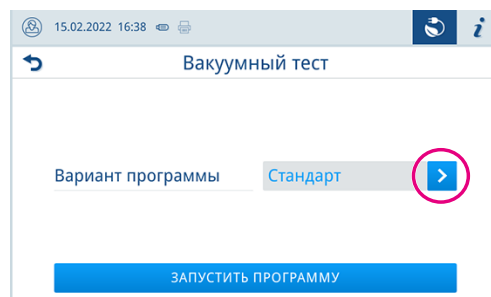 15.02.2022 16:38
i
Вакуумный тест
Вариант программы Стандарт
ЗАПУСТИТЬ ПРОГРАММУ